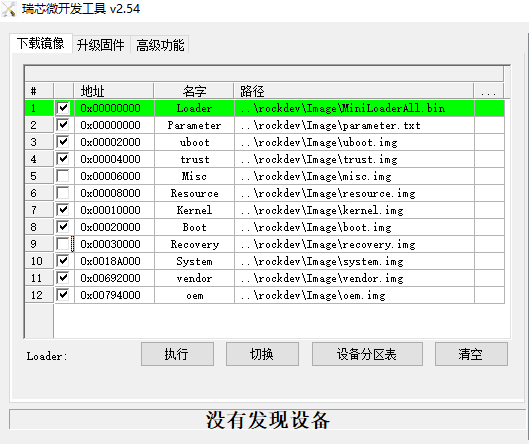 瑞芯微开发工具 v2.54
下载镜像 升级固件 高级功能
# 地址 名字 路径 ...
1 0x00000000 Loader ..\rockdev\Image\MiniLoaderAll.bin
2 0x00000000 Parameter ..\rockdev\Image\parameter.txt
3 0x00002000 uboot ..\rockdev\Image\uboot.img
4 0x00004000 trust ..\rockdev\Image\trust.img
5 0x00006000 Misc ..\rockdev\Image\misc.img
6 0x00008000 Resource ..\rockdev\Image\resource.img
7 0x00010000 Kernel ..\rockdev\Image\kernel.img
8 0x00020000 Boot ..\rockdev\Image\boot.img
9 0x00030000 Recovery ..\rockdev\Image\recovery.img
10 0x0018A000 System ..\rockdev\Image\system.img
11 0x00692000 vendor ..\rockdev\Image\vendor.img
12 0x00794000 oem ..\rockdev\Image\oem.img
Loader: 执行 切换 设备分区表 清空
没有发现设备